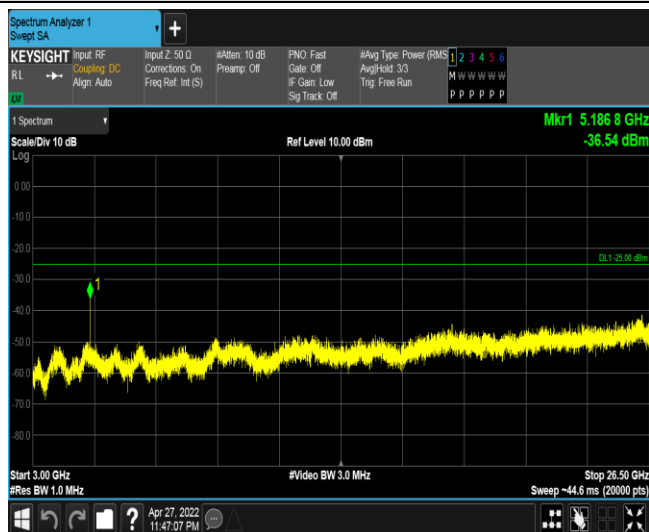 Spectrum Analyzer 1
Swept SA
+
KEYSIGHT
RL
LNI
Input: RF
Coupling: DC
Align: Auto
Input Z: 50 Ω
Corrections: On
Freq Ref: Int (S)
#Atten: 10 dB
Preamp: Off
PNO: Fast
Gate: Off
IF Gain: Low
Sig Track: Off
#Avg Type: Power (RMS
Avg|Hold: 3/3
Trig: Free Run
1 2 3 4 5 6
M W W W W W
P P P P P P
1 Spectrum
Mkr1 5.186 8 GHz
Scale/Div 10 dB
Ref Level 10.00 dBm
-36.54 dBm
Log
0.00
-10.0
-20.0
DL1 -25.00 dBm
-30.0
1
-40.0
-50.0
-60.0
-70.0
-80.0
Start 3.00 GHz
#Video BW 3.0 MHz
Stop 26.50 GHz
#Res BW 1.0 MHz
Sweep ~44.6 ms (20000 pts)
?
Apr 27, 2022
11:47:07 PM